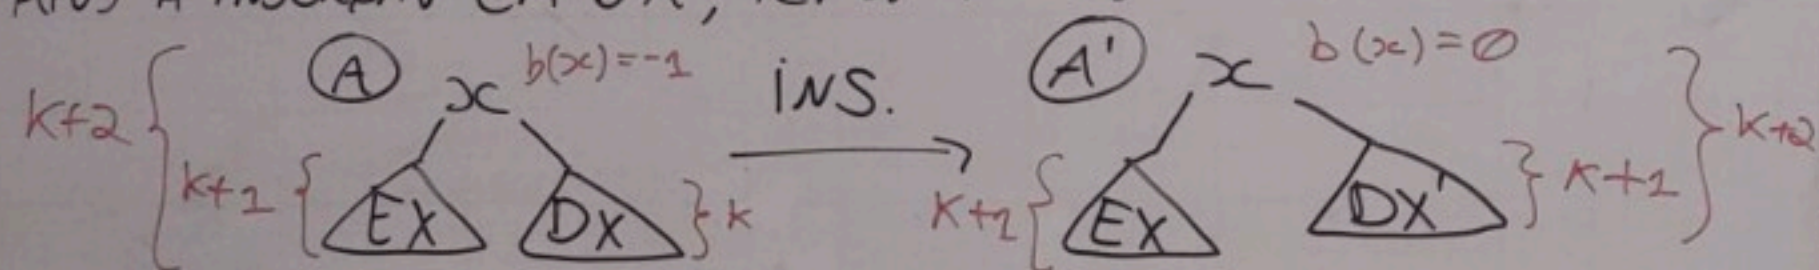 (A) x b(x)=-1 iNS. (A') x b(x)=0
k+2 { k+1 { EX DX } k K+1 { EX DX' } K+1 } K+2